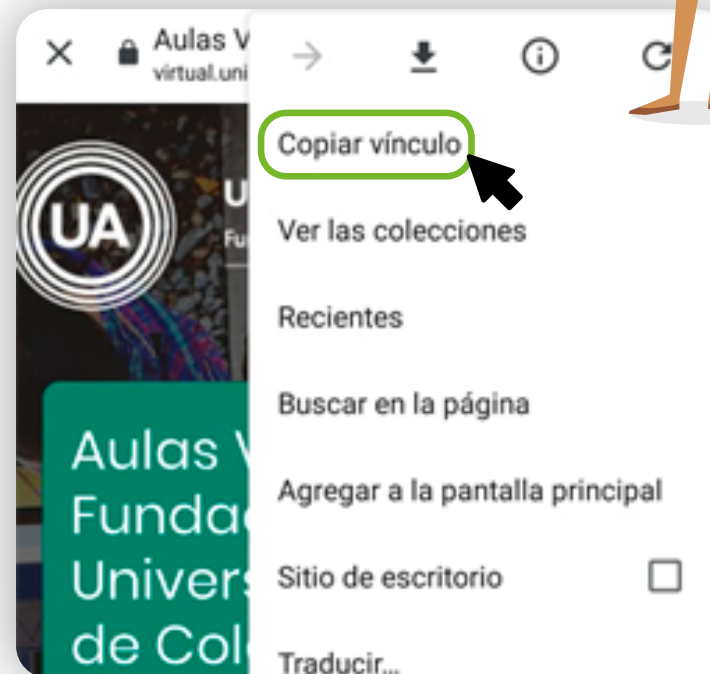 Aulas V
virtual.uni
Copiar vínculo
UA
U
Fu
Ver las colecciones
Recientes
Buscar en la página
Agregar a la pantalla principal
Sitio de escritorio
Traducir...
Aulas V
Funda
Univers
de Col